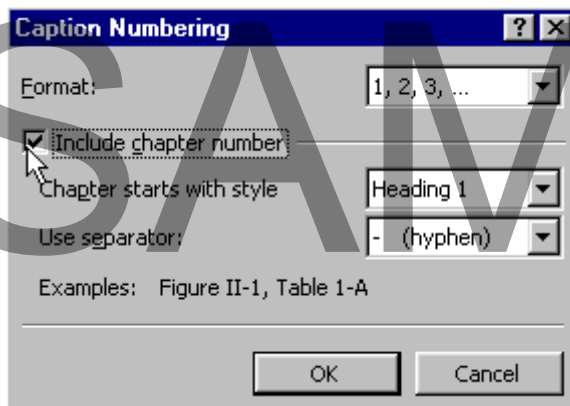 Caption Numbering
Format: 1, 2, 3, ...
Include chapter number
Chapter starts with style Heading 1
Use separator: - (hyphen)
Examples: Figure II-1, Table 1-A
OK Cancel
SAM